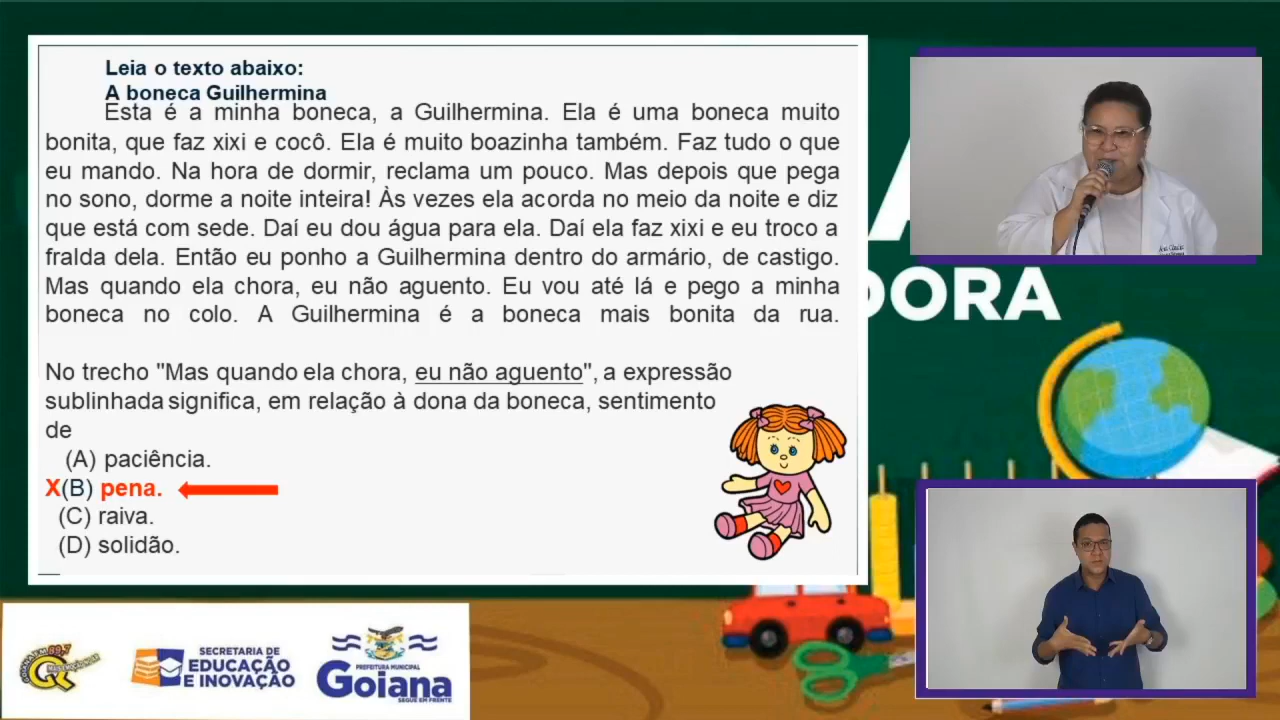 Leia o texto abaixo:
A boneca Guilhermina
Esta é a minha boneca, a Guilhermina. Ela é uma boneca muito
bonita, que faz xixi e cocô. Ela é muito boazinha também. Faz tudo o que
eu mando. Na hora de dormir, reclama um pouco. Mas depois que pega
no sono, dorme a noite inteira! Às vezes ela acorda no meio da noite e diz
que está com sede. Daí eu dou água para ela. Daí ela faz xixi e eu troco a
fralda dela. Então eu ponho a Guilhermina dentro do armário, de castigo.
Mas quando ela chora, eu não aguento. Eu vou até lá e pego a minha
boneca no colo. A Guilhermina é a boneca mais bonita da rua.
No trecho "Mas quando ela chora, eu não aguento", a expressão
sublinhada significa, em relação à dona da boneca, sentimento
de
(A) paciência.
X(B) pena.
(C) raiva.
(D) solidão.
DORA
SECRETARIA DE
EDUCAÇÃO
E INOVAÇÃO
PREFEITURA MUNICIPAL
Goiana
SEGUE EM FRENTE